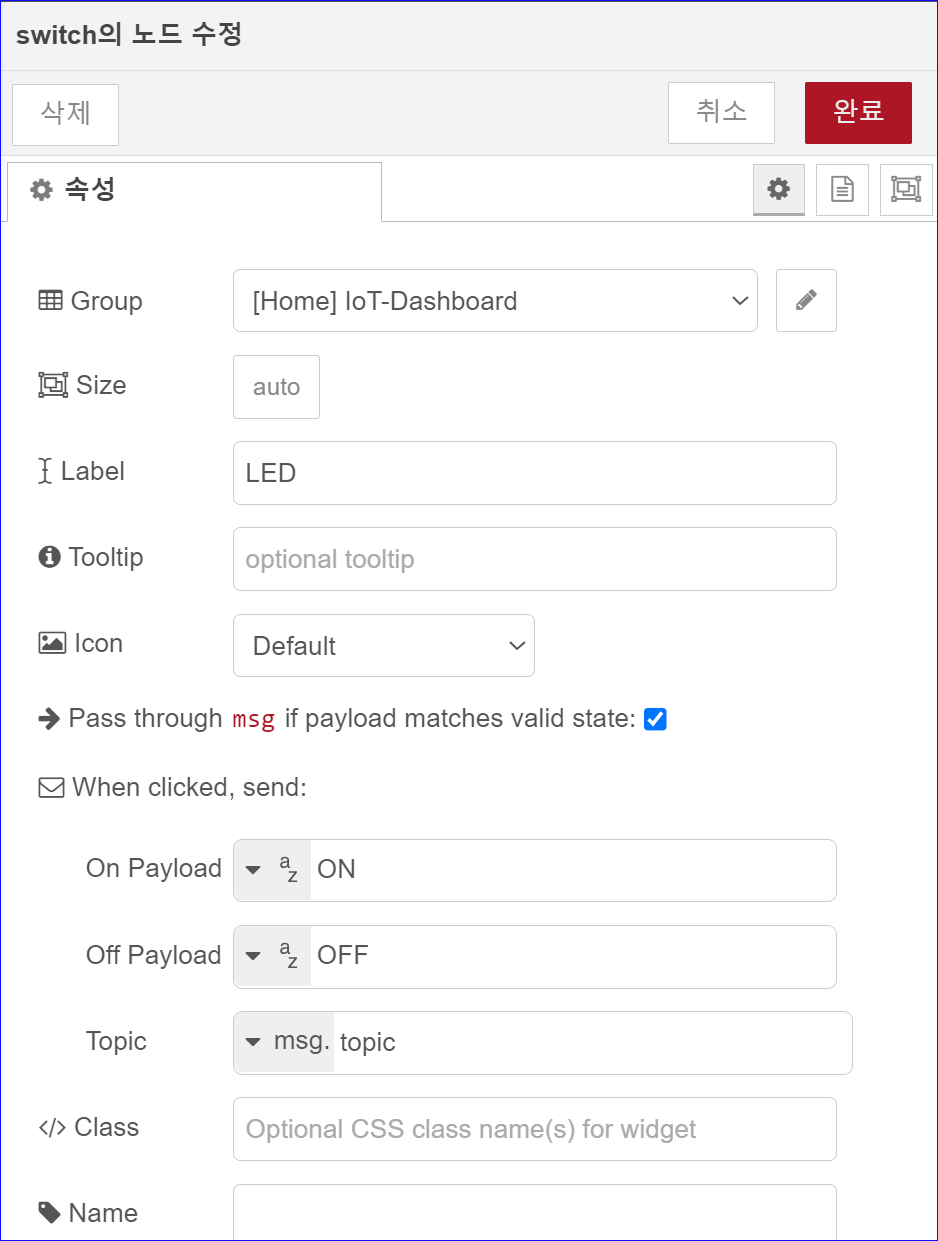 switch의 노드 수정
삭제 취소 완료
속성
Group [Home] IoT-Dashboard
Size auto
Label LED
Tooltip optional tooltip
Icon Default
Pass through msg if payload matches valid state:
When clicked, send:
On Payload az ON
Off Payload az OFF
Topic msg. topic
</> Class Optional CSS class name(s) for widget
Name